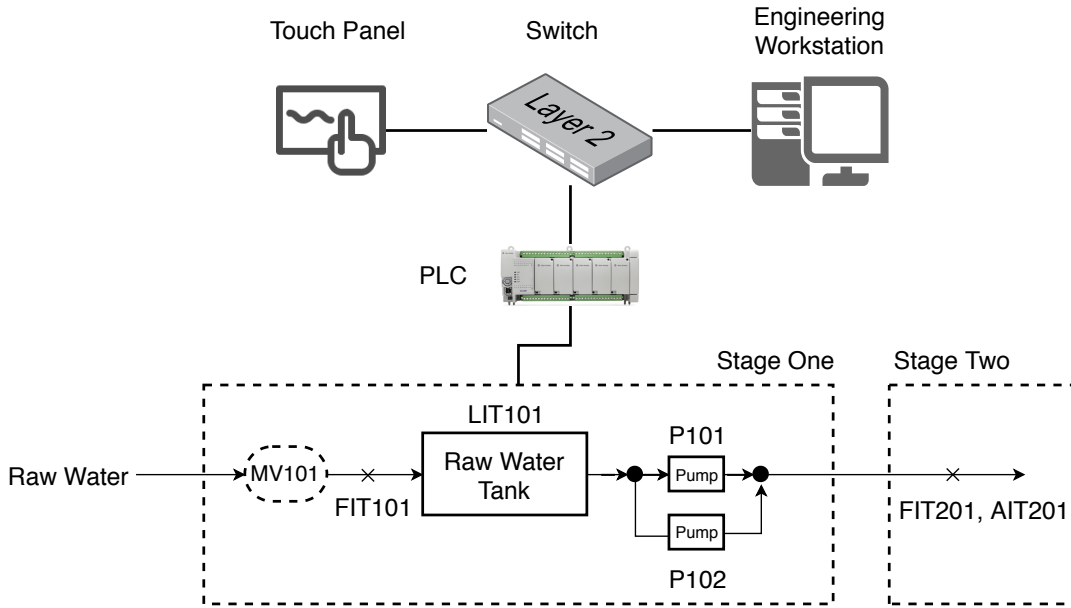 Touch Panel
Switch
Engineering
Workstation
Layer 2
PLC
Stage One
Stage Two
LIT101
P101
Raw Water
MV101
FIT101
Raw Water
Tank
Pump
Pump
P102
FIT201, AIT201